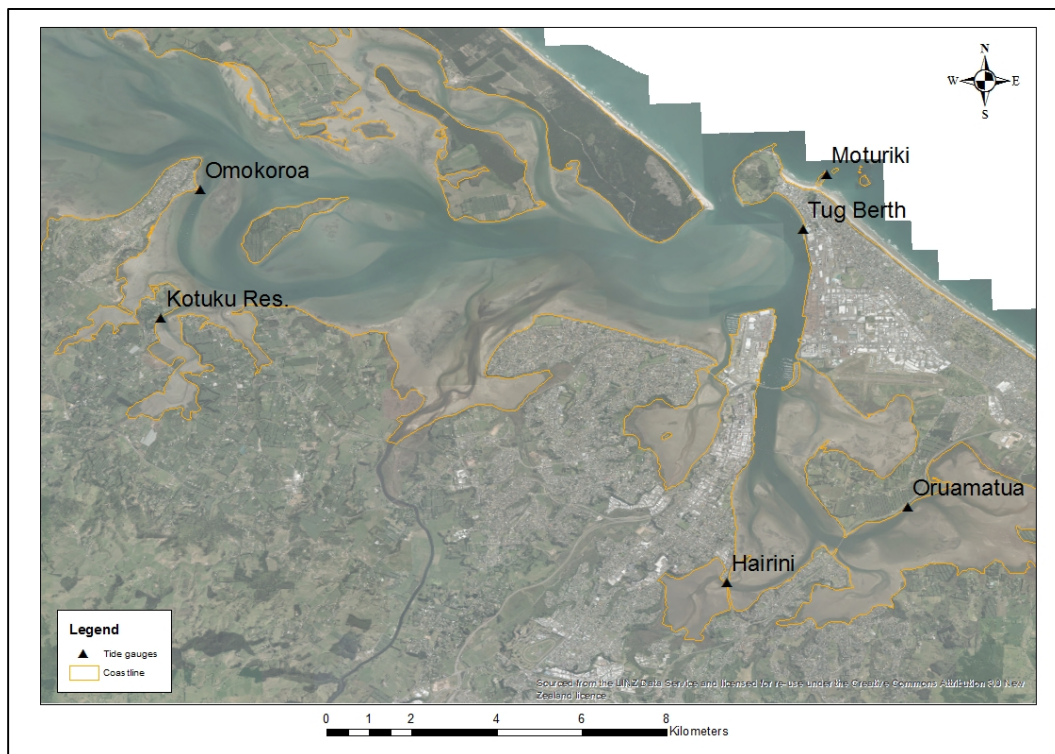 N
W E
S
Moturiki
Omokoroa
Tug Berth
Kotuku Res.
Oruamatua
Hairini
Legend
Tide gauges
Coastline
Sourced from the LINZ Data Service and licensed for re-use under the Creative Commons Attribution 3.0 New
Zealand licence
0 1 2 4 6 8
Kilometers